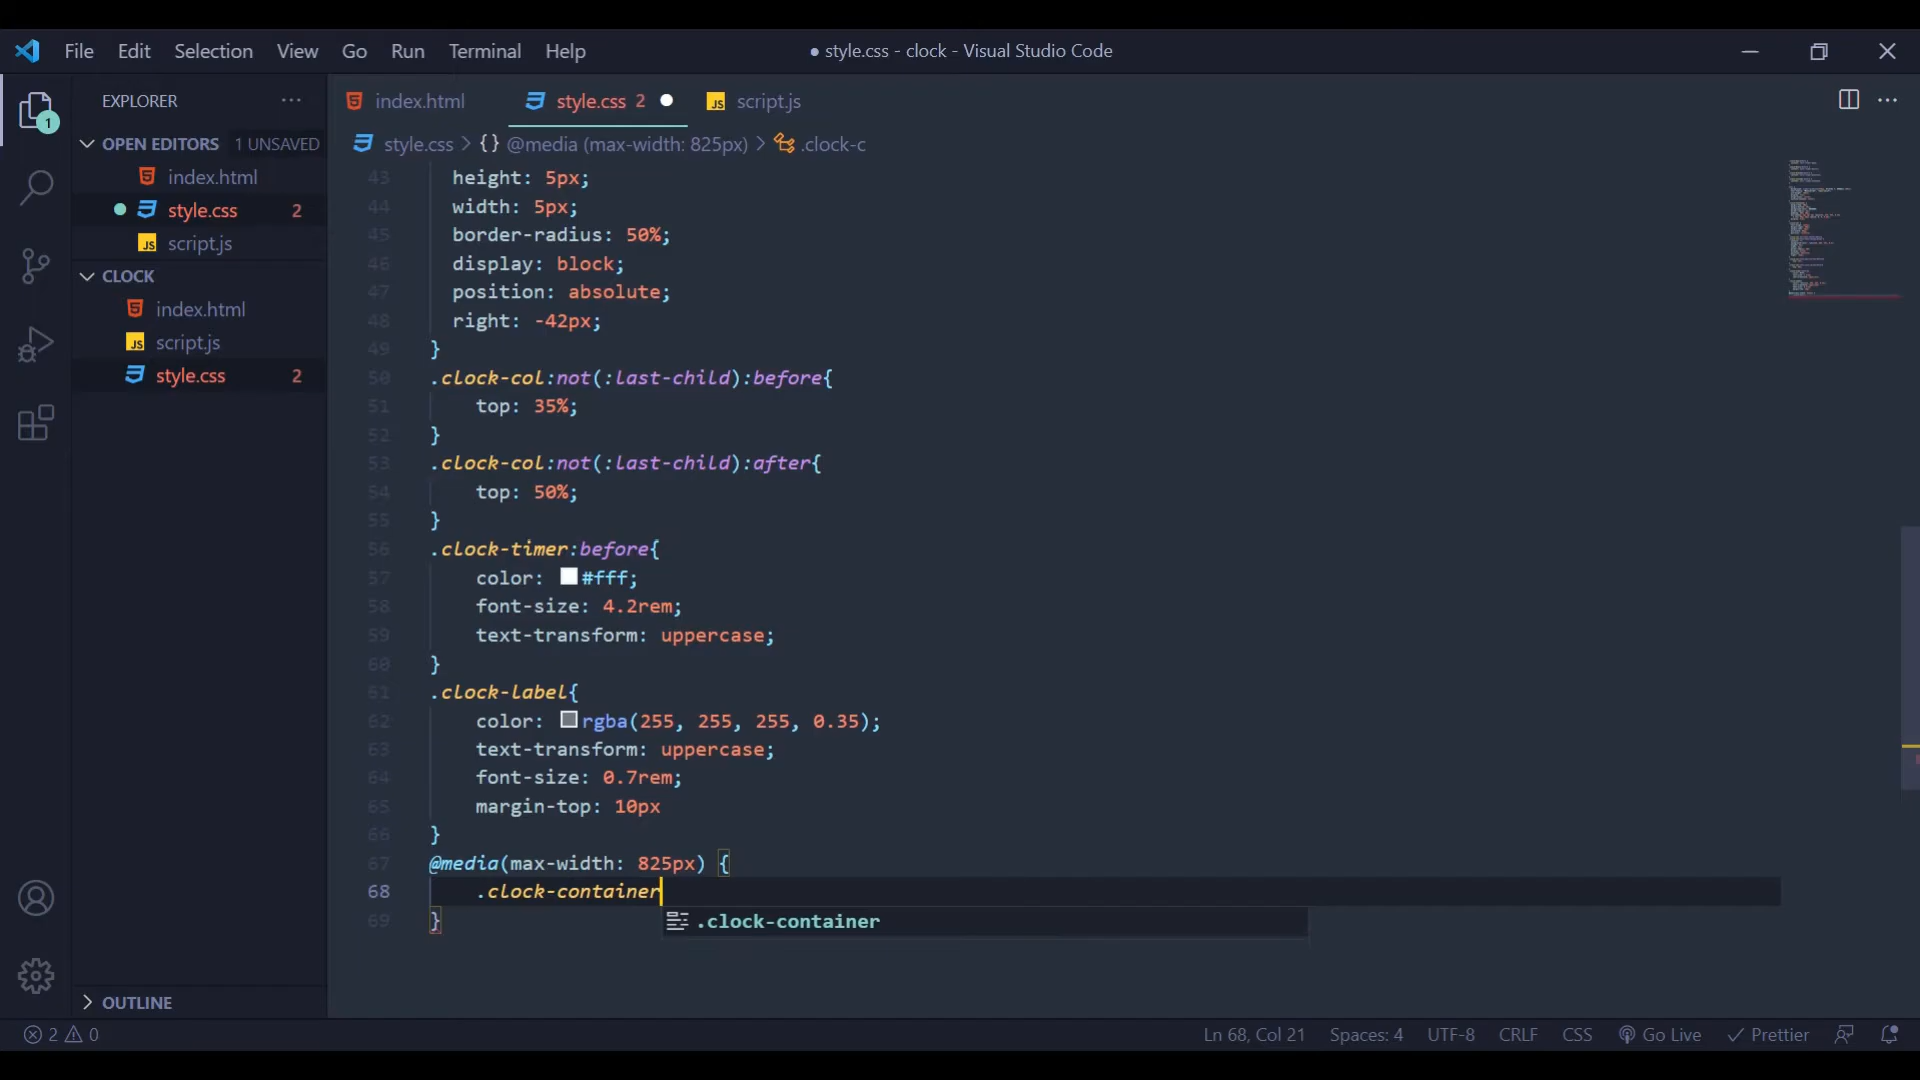 File Edit Selection View Go Run Terminal Help
● style.css - clock - Visual Studio Code
EXPLORER ···
OPEN EDITORS 1 UNSAVED
index.html
style.css 2
script.js
CLOCK
index.html
script.js
style.css 2
OUTLINE
1
index.html style.css 2 script.js
style.css > {} @media (max-width: 825px) > .clock-c
43 height: 5px;
44 width: 5px;
45 border-radius: 50%;
46 display: block;
47 position: absolute;
48 right: -42px;
49 }
50 .clock-col:not(:last-child):before{
51 top: 35%;
52 }
53 .clock-col:not(:last-child):after{
54 top: 50%;
55 }
56 .clock-timer:before{
57 color: #fff;
58 font-size: 4.2rem;
59 text-transform: uppercase;
60 }
61 .clock-label{
62 color: rgba(255, 255, 255, 0.35);
63 text-transform: uppercase;
64 font-size: 0.7rem;
65 margin-top: 10px
66 }
67 @media(max-width: 825px) {
68 .clock-container
69 }
.clock-container
2 0
Ln 68, Col 21 Spaces: 4 UTF-8 CRLF CSS Go Live Prettier